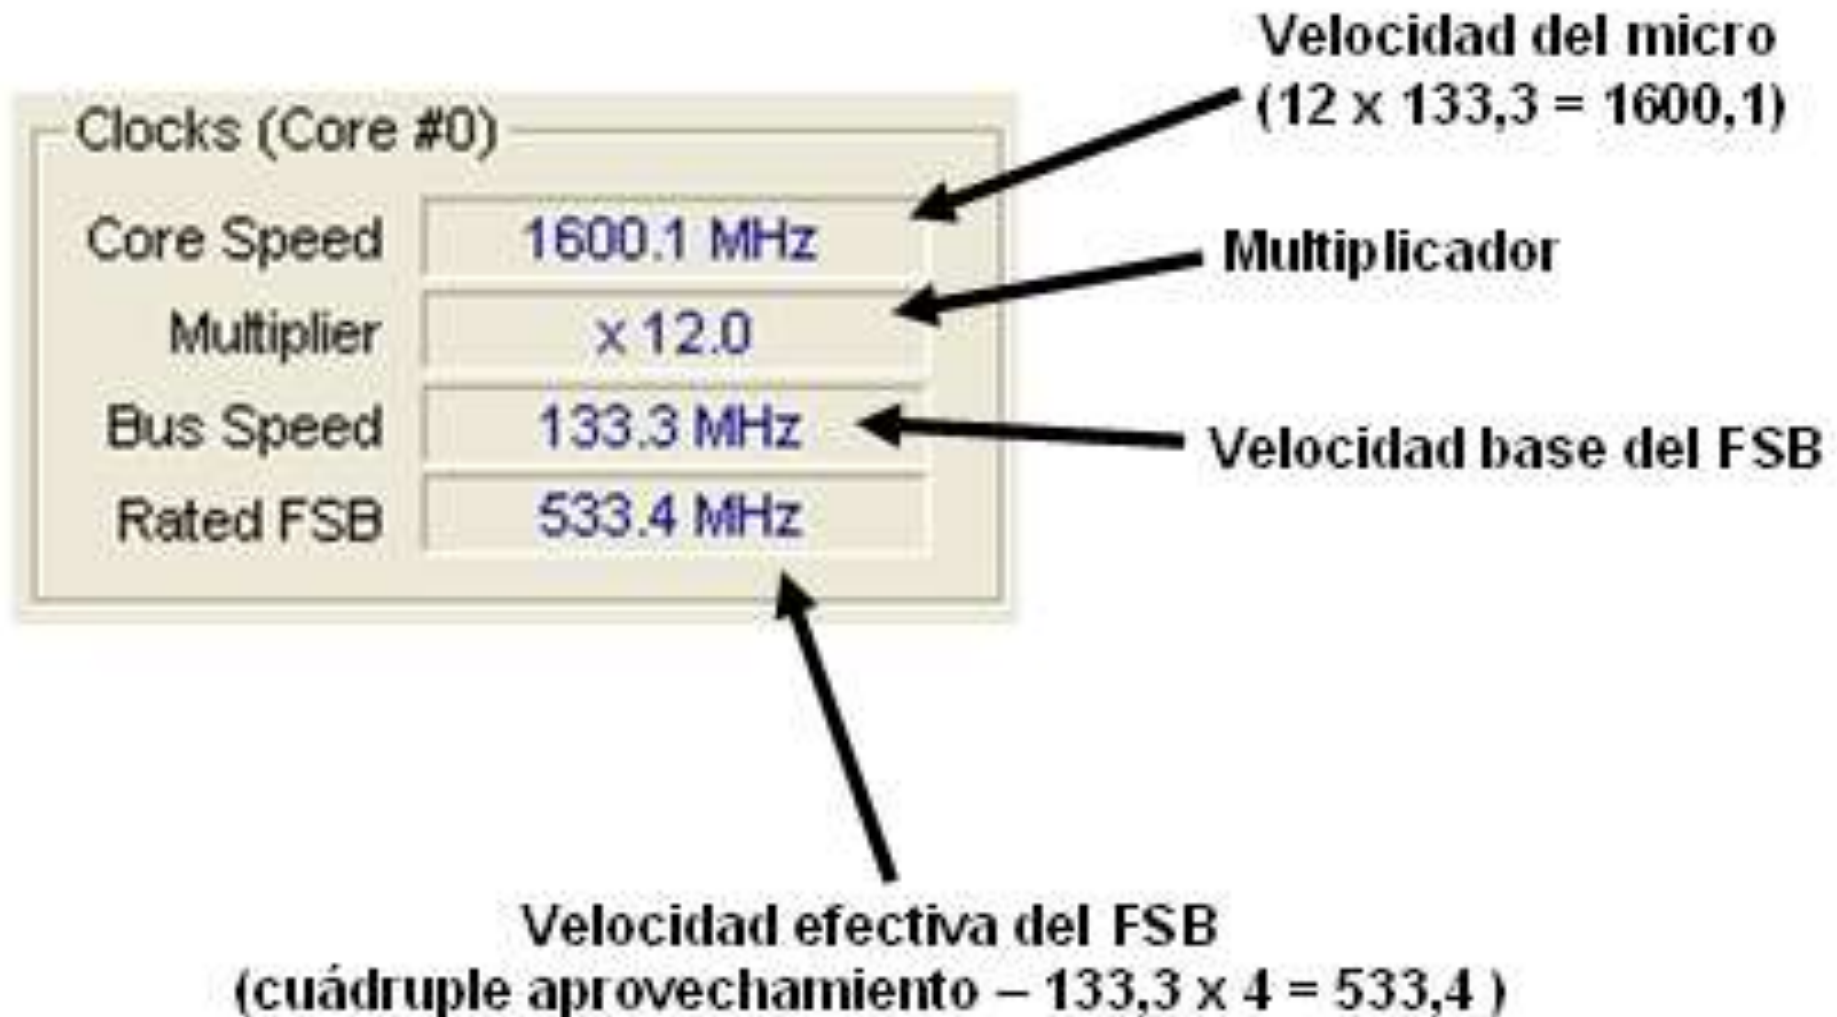 Velocidad del micro
(12 x 133,3 = 1600,1)
Clocks (Core #0)
Core Speed 1600.1 MHz
Multiplicador
Multiplier x 12.0
Bus Speed 133.3 MHz
Velocidad base del FSB
Rated FSB 533.4 MHz
Velocidad efectiva del FSB
(cuádruple aprovechamiento – 133,3 x 4 = 533,4 )